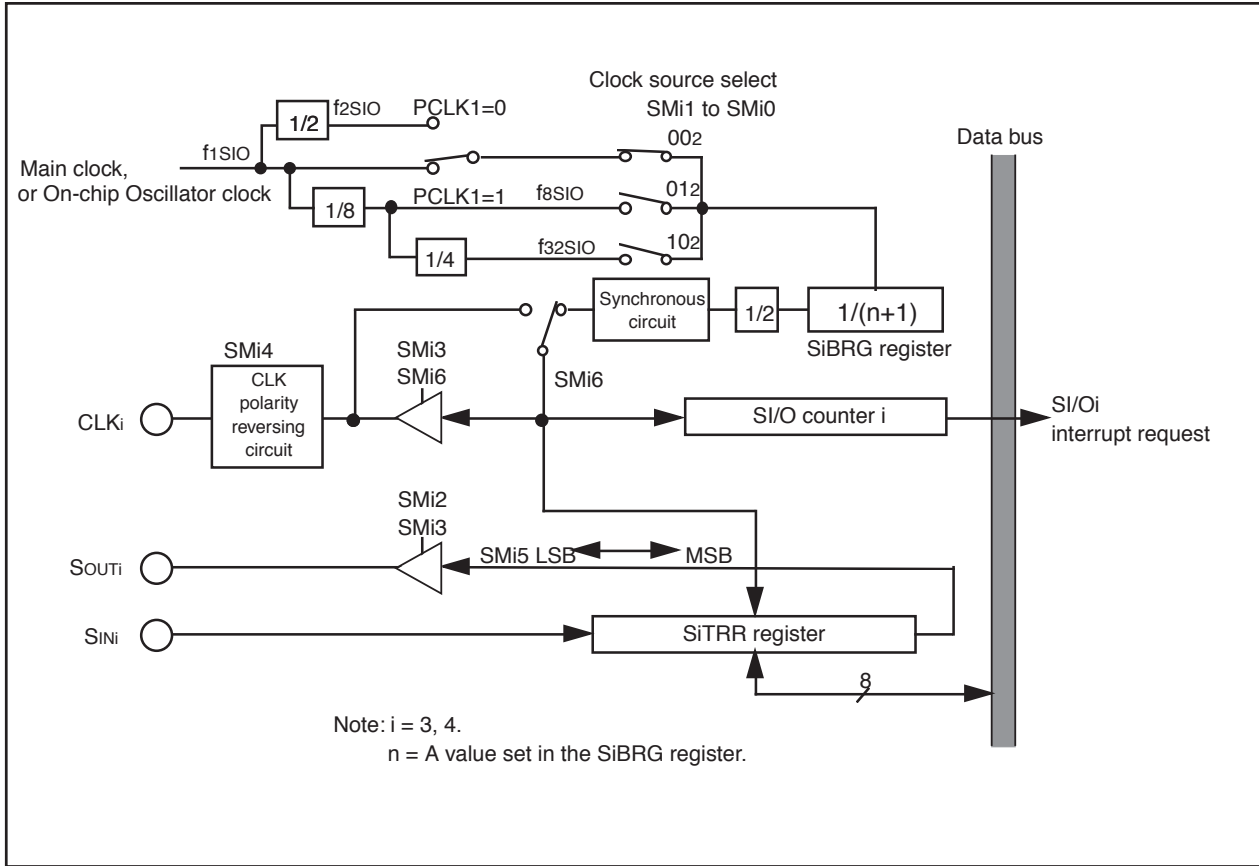 Clock source select
SMi1 to SMi0
1/2
f2SIO
PCLK1=0
002
Data bus
f1SIO
Main clock,
or On-chip Oscillator clock
1/8
PCLK1=1
f8SIO
012
1/4
f32SIO
102
Synchronous
circuit
1/2
1/(n+1)
SiBRG register
SMi4
CLK
polarity
reversing
circuit
SMi3
SMi6
SMi6
CLKi
SI/O counter i
SI/Oi
interrupt request
SMi2
SMi3
SOUTi
SMi5 LSB
MSB
SINi
SiTRR register
8
Note: i = 3, 4.
n = A value set in the SiBRG register.